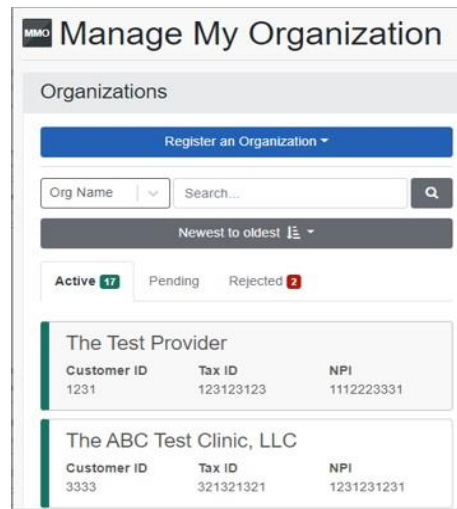 MMO Manage My Organization
Organizations
Register an Organization
Org Name Search...
Newest to oldest
Active 17 Pending Rejected 2
The Test Provider
Customer ID Tax ID NPI
1231 123123123 1112223331
The ABC Test Clinic, LLC
Customer ID Tax ID NPI
3333 321321321 1231231231